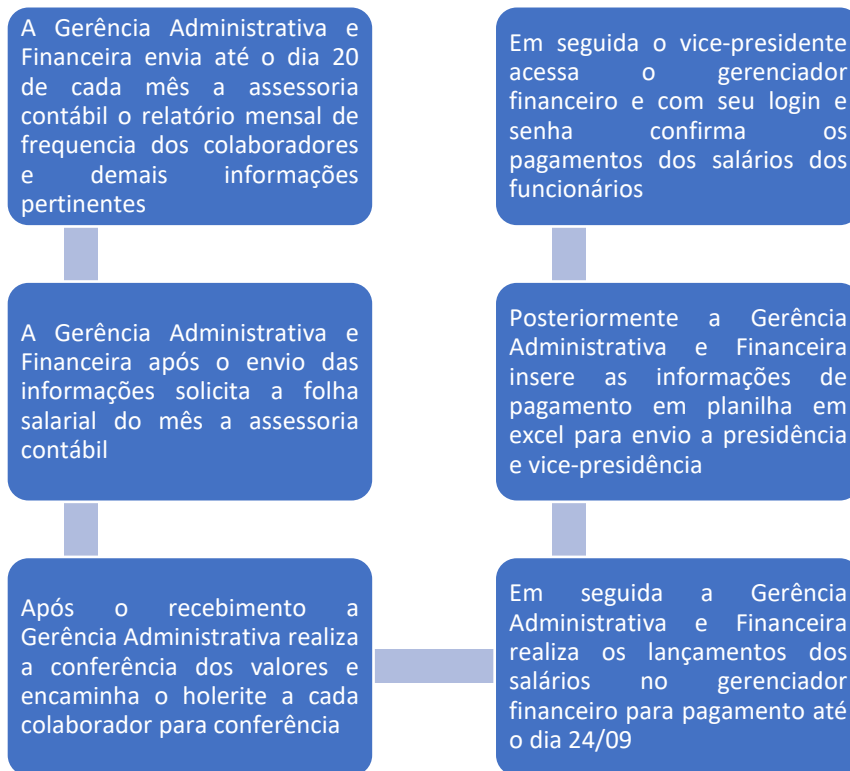 A Gerência Administrativa e
Financeira envia até o dia 20
de cada mês a assessoria
contábil o relatório mensal de
frequencia dos colaboradores
e demais informações
pertinentes
A Gerência Administrativa e
Financeira após o envio das
informações solicita a folha
salarial do mês a assessoria
contábil
Após o recebimento a
Gerência Administrativa realiza
a conferência dos valores e
encaminha o holerite a cada
colaborador para conferência
Em seguida a Gerência
Administrativa e Financeira
realiza os lançamentos dos
salários no gerenciador
financeiro para pagamento até
o dia 24/09
Posteriormente a Gerência
Administrativa e Financeira
insere as informações de
pagamento em planilha em
excel para envio a presidência
e vice-presidência
Em seguida o vice-presidente
acessa o gerenciador
financeiro e com seu login e
senha confirma os
pagamentos dos salários dos
funcionários